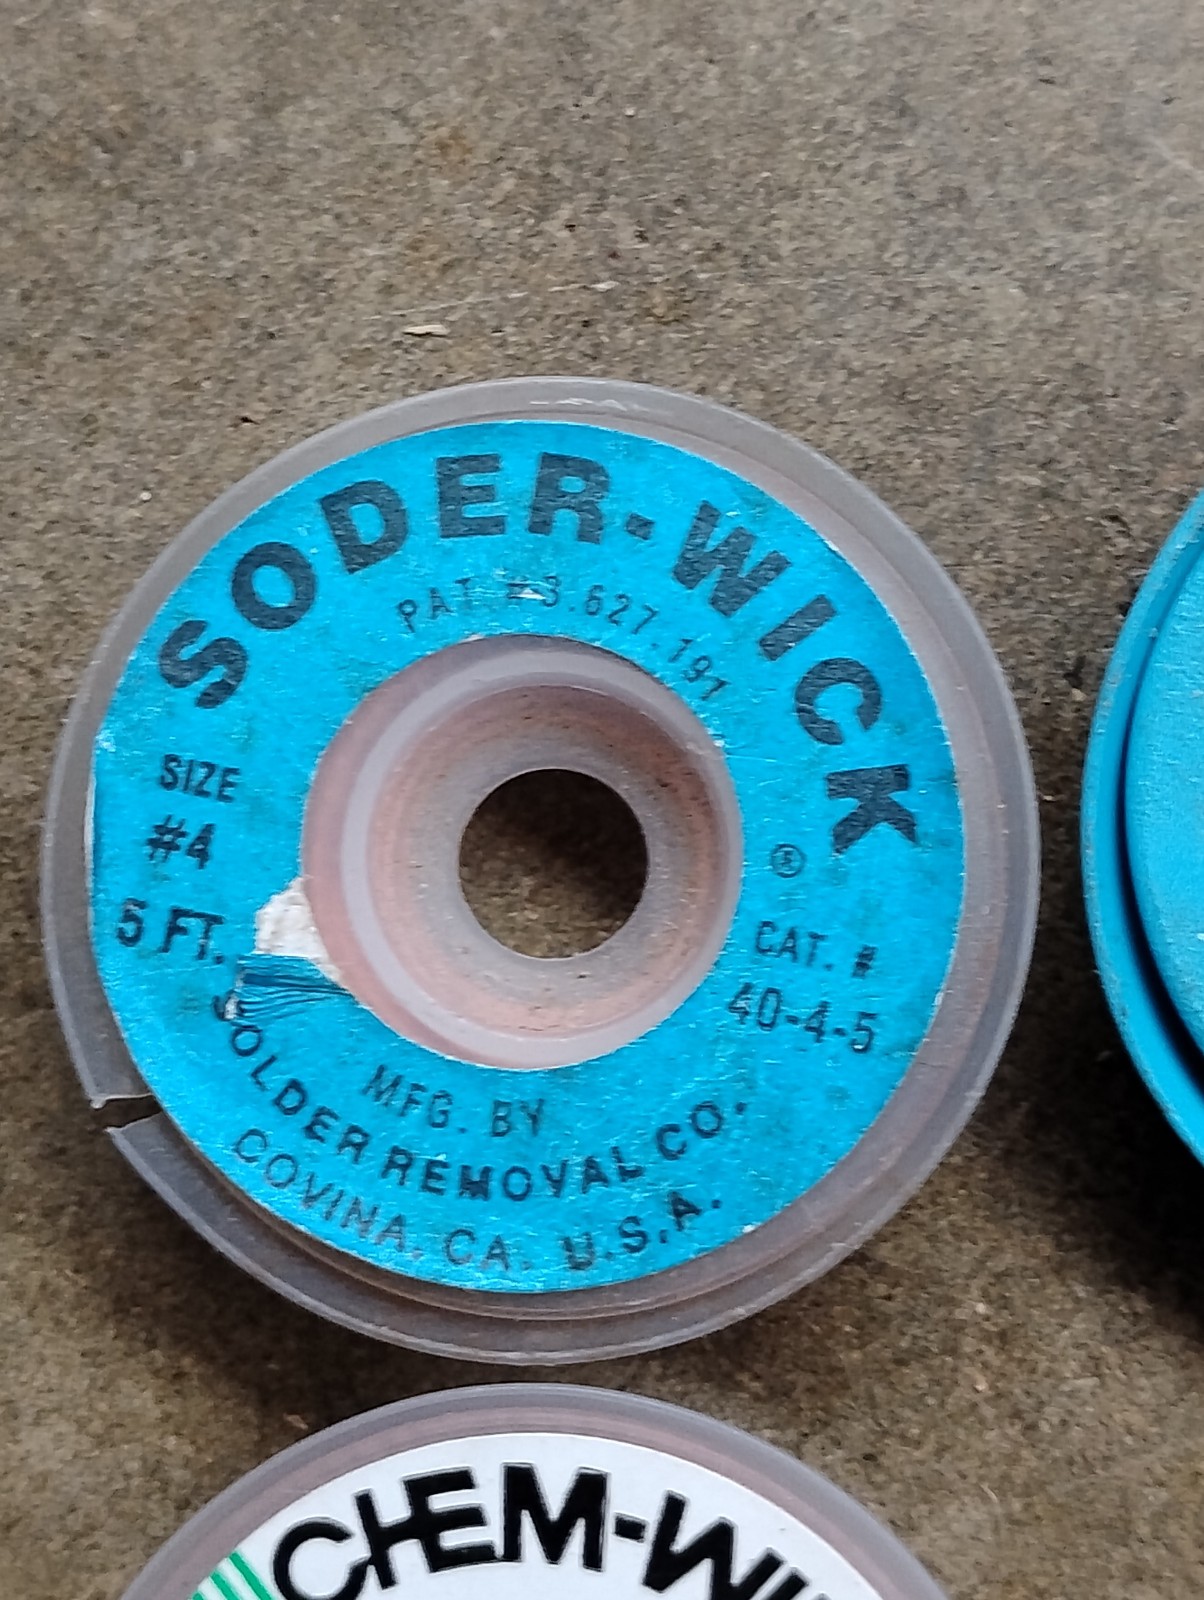 SODER-WICK
PAT. #3.627.191
®
SIZE
#4
5 FT.
CAT. #
40-4-5
MFG. BY
SOLDER REMOVAL CO.
COVINA, CA. U.S.A.
CHEM-WI